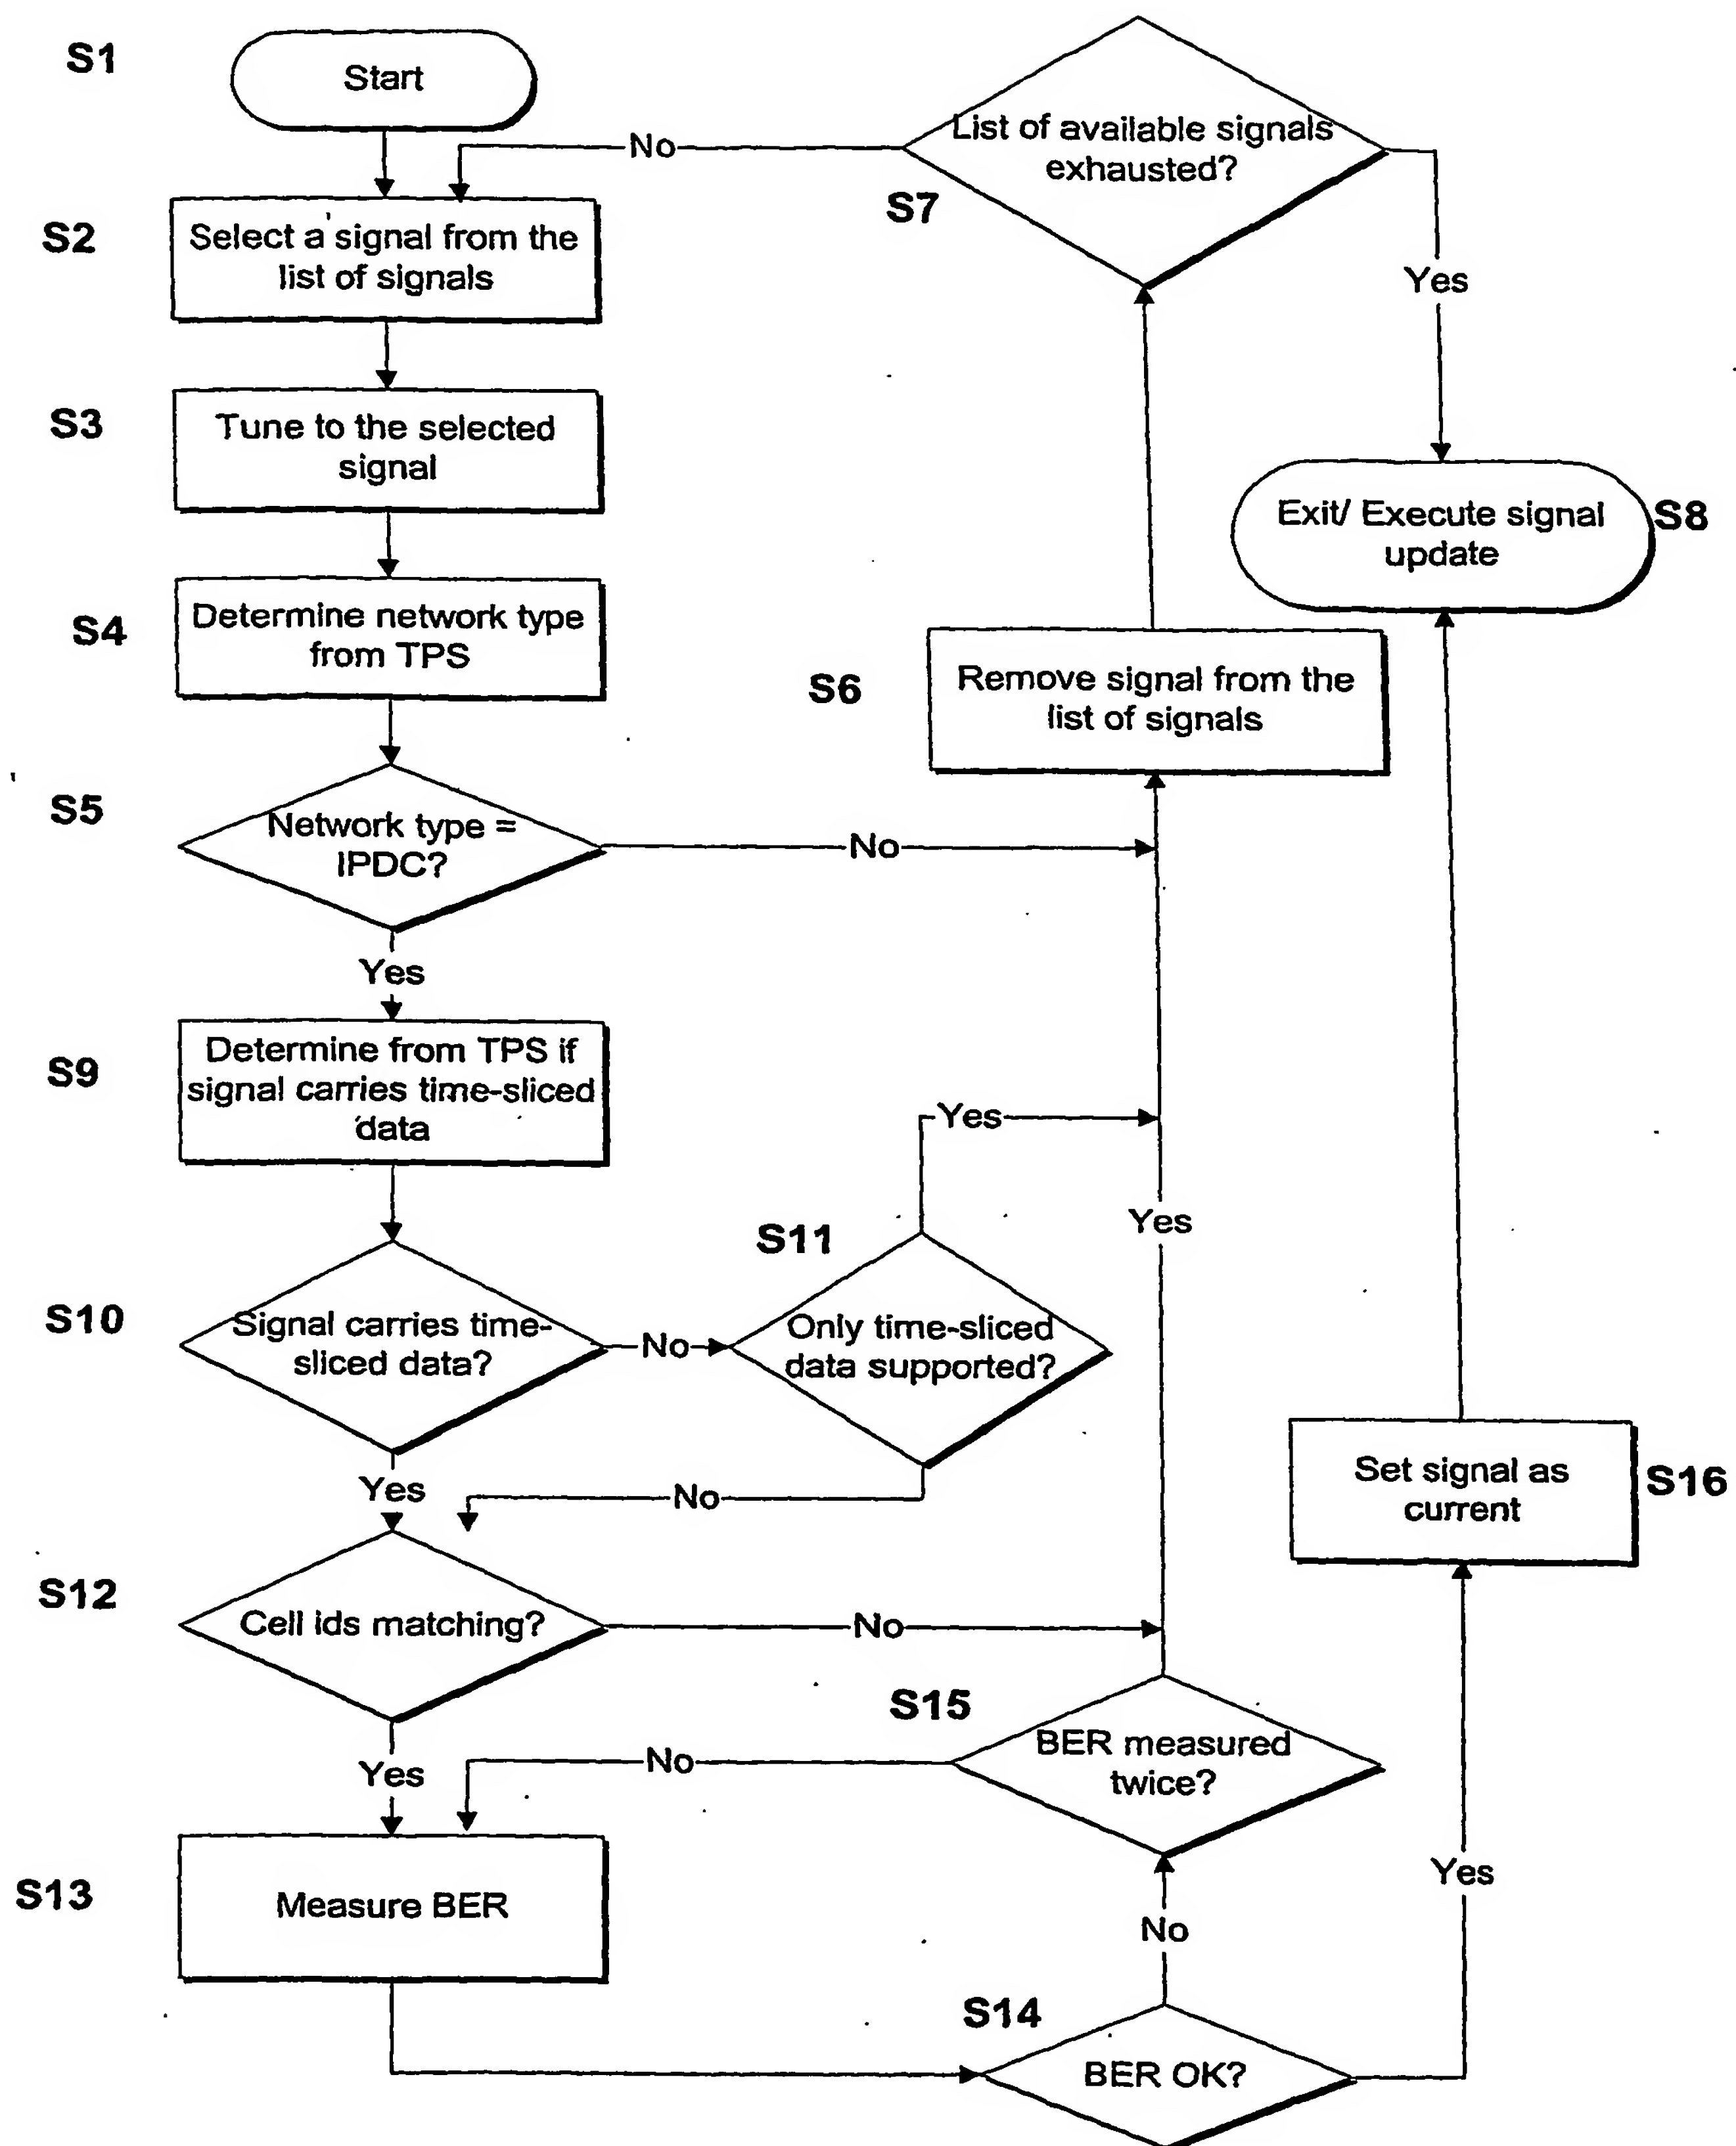 S1
Start
List of available signals
exhausted?
No
S7
S2
Select a signal from the
list of signals
Yes
S3
Tune to the selected
signal
Exit/ Execute signal
update
S8
S4
Determine network type
from TPS
S6
Remove signal from the
list of signals
S5
Network type =
IPDC?
No
Yes
S9
Determine from TPS if
signal carries time-sliced
data
Yes
Yes
S11
S10
Signal carries time-
sliced data?
No
Only time-sliced
data supported?
Yes
No
Set signal as
current
S16
S12
Cell ids matching?
No
S15
BER measured
twice?
No
Yes
S13
Measure BER
Yes
No
S14
BER OK?